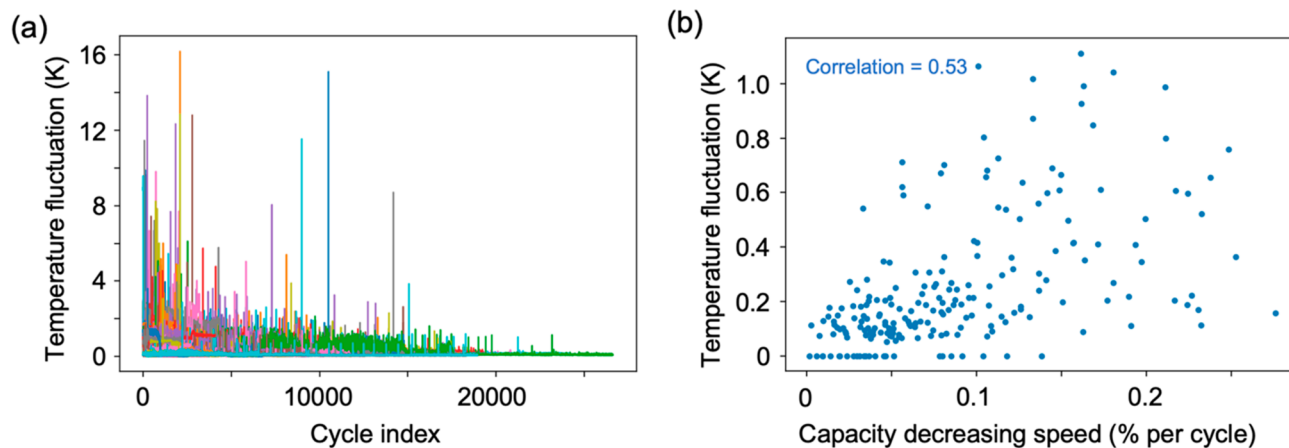 (a)
Temperature fluctuation (K)
16
12
8
4
0
0
10000
20000
Cycle index
(b)
Temperature fluctuation (K)
Correlation = 0.53
1.0
0.8
0.6
0.4
0.2
0
0
0.1
0.2
Capacity decreasing speed (% per cycle)